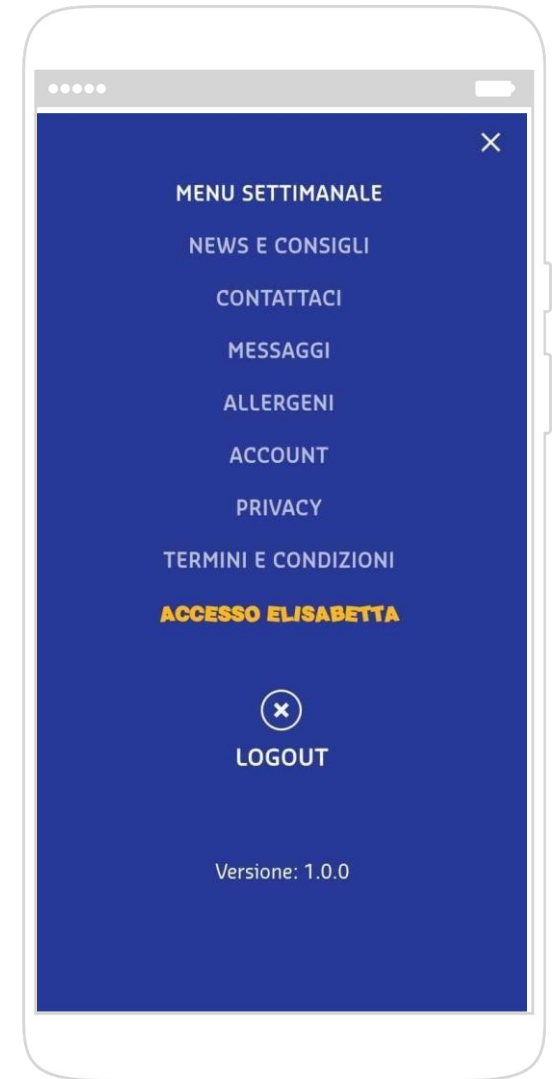 MENU SETTIMANALE
NEWS E CONSIGLI
CONTATTACI
MESSAGGI
ALLERGENI
ACCOUNT
PRIVACY
TERMINI E CONDIZIONI
ACCESSO ELISABETTA
LOGOUT
Versione: 1.0.0